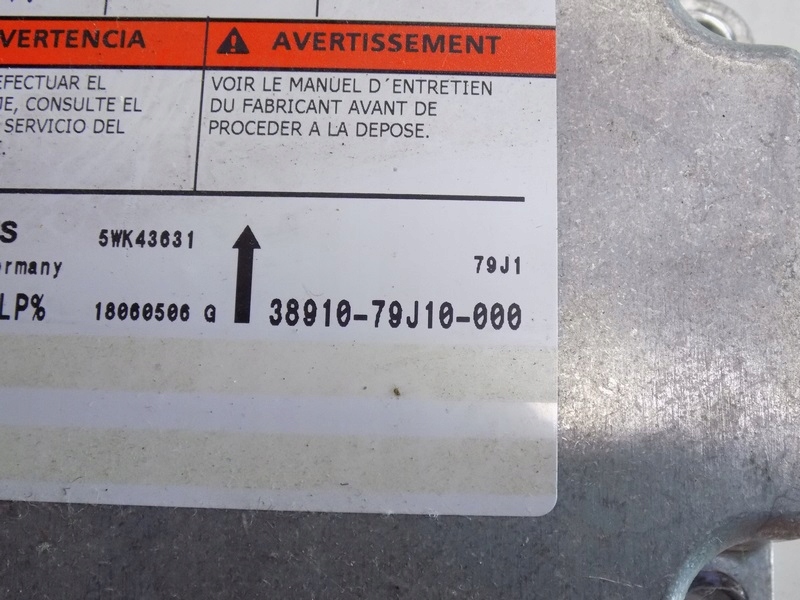 VERTENCIA
AVERTISSEMENT
EFECTUAR EL
CONSULTE EL
SERVICIO DEL
VOIR LE MANUEL D´ENTRETIEN
DU FABRICANT AVANT DE
PROCEDER A LA DEPOSE.
S
5WK43631
ermany
79J1
LP%
18060506 G
38910-79J10-000